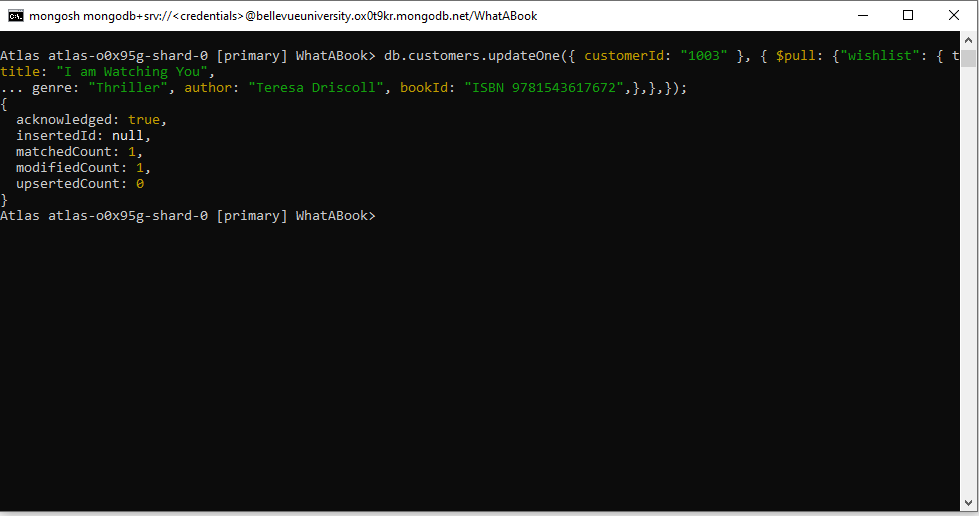 mongosh mongodb+srv://<credentials>@bellevueuniversity.ox0t9kr.mongodb.net/WhatABook
Atlas atlas-o0x95g-shard-0 [primary] WhatABook> db.customers.updateOne({ customerId: "1003" }, { $pull: {"wishlist": { t
title: "I am Watching You",
... genre: "Thriller", author: "Teresa Driscoll", bookId: "ISBN 9781543617672",},},});
{
  acknowledged: true,
  insertedId: null,
  matchedCount: 1,
  modifiedCount: 1,
  upsertedCount: 0
}
Atlas atlas-o0x95g-shard-0 [primary] WhatABook>